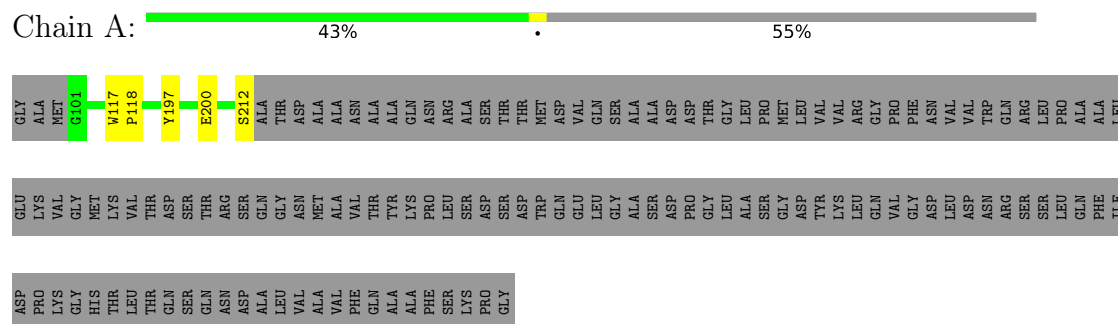 Chain A:
43% • 55%
GLY ALA MET G101 W117 P118 Y197 E200 S212 ALA THR ASP ALA ALA ASN ALA ALA GLN ASN ARG ALA SER THR THR MET ASP VAL GLN SER ALA ALA ASP ASP THR GLY LEU PRO MET LEU VAL VAL ARG GLY PRO PHE ASN VAL VAL TRP GLN ARG LEU PRO ALA ALA LEU
GLU LYS VAL GLY MET LYS VAL THR ASP SER THR ARG SER GLN GLY ASN MET ALA VAL THR TYR LYS PRO LEU SER ASP SER ASP TRP GLN GLU LEU GLY ALA SER ASP PRO GLY LEU ALA SER GLY ASP TYR LYS LEU GLN VAL GLY ASP LEU ASP ASN ARG SER SER LEU GLN PHE ILE
ASP PRO LYS GLY HIS THR LEU THR GLN SER GLN ASN ASP ALA LEU VAL ALA VAL PHE GLN ALA ALA PHE SER LYS PRO GLY